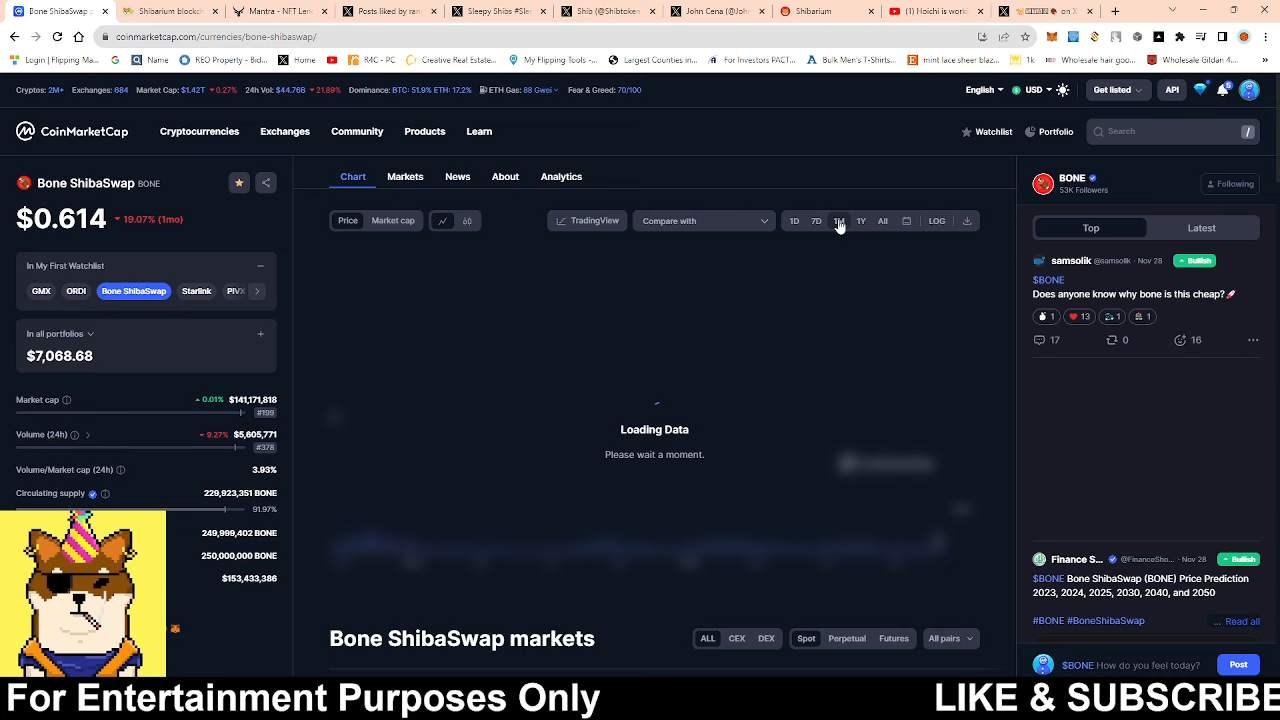 Login | Flipping Ma...
Bone ShibaSwap p
Shibarium blockch
Mantra - NFT Lend
Posts liked by ran
Sleepy Shibs #Slee
Shib (@Shibtoken)
John Cena (@John
Shibarium
(1) Hoichi is work
on X
coinmarketcap.com/currencies/bone-shibaswap/
Name
REO Property - Bid...
Home
R4C - PC
Creative Real Estate...
My Flipping Tools -...
Largest Counties in...
For Investors PACT...
Bulk Men's T-Shirts...
mint lace sheer blaz...
1k
Wholesale hair goo...
Wholesale Gildan 4...
Cryptos: 2M+ Exchanges: 684 Market Cap: $1.42T 0.27% 24h Vol: $44.76B 21.89% Dominance: BTC: 51.9% ETH: 17.2% ETH Gas: 88 Gwei Fear & Greed: 70/100
English USD Get listed API
CoinMarketCap Cryptocurrencies Exchanges Community Products Learn
Watchlist Portfolio Search /
Bone ShibaSwap BONE
$0.614 19.07% (1mo)
In My First Watchlist
GMX ORDI Bone ShibaSwap Starlink PIVX
In all portfolios
$7,068.68
Market cap 0.01% $141,171,818
#199
Volume (24h) 9.27% $5,605,771
#378
Volume/Market cap (24h) 3.93%
Circulating supply 229,923,351 BONE
91.97%
249,999,402 BONE
250,000,000 BONE
$153,433,386
Chart Markets News About Analytics
Price Market cap TradingView Compare with 1D 7D 1M 1Y All LOG
Loading Data
Please wait a moment.
Bone ShibaSwap markets ALL CEX DEX Spot Perpetual Futures All pairs
BONE
53K Followers
Following
Top Latest
samsolik @samsolik · Nov 28 Bullish
$BONE
Does anyone know why bone is this cheap?🚀
1 13 1 1
17 0 16
Finance S... @FinanceSho... · Nov 28 Bullish
$BONE Bone ShibaSwap (BONE) Price Prediction
2023, 2024, 2025, 2030, 2040, and 2050
#BONE #BoneShibaSwap ... Read all
$BONE How do you feel today? Post
For Entertainment Purposes Only LIKE & SUBSCRIBE